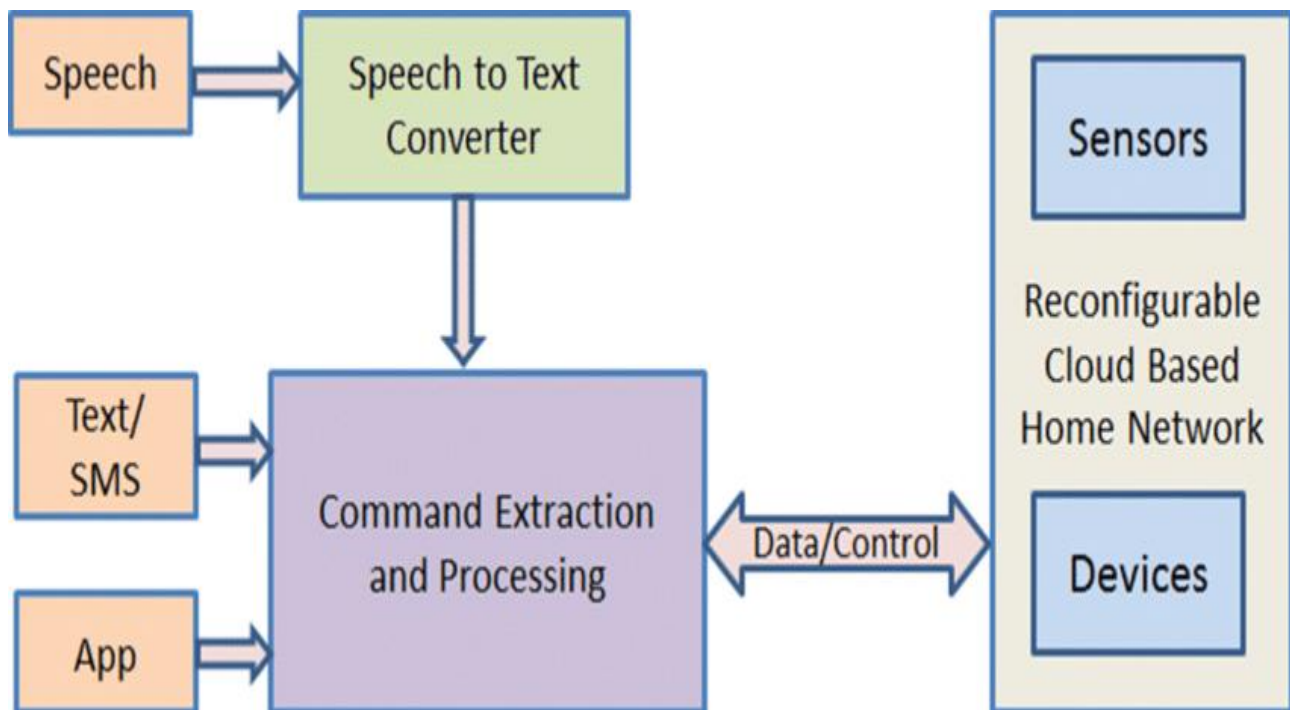 Speech
Speech to Text
Converter
Sensors
Reconfigurable
Cloud Based
Home Network
Text/
SMS
Command Extraction
and Processing
Data/Control
Devices
App